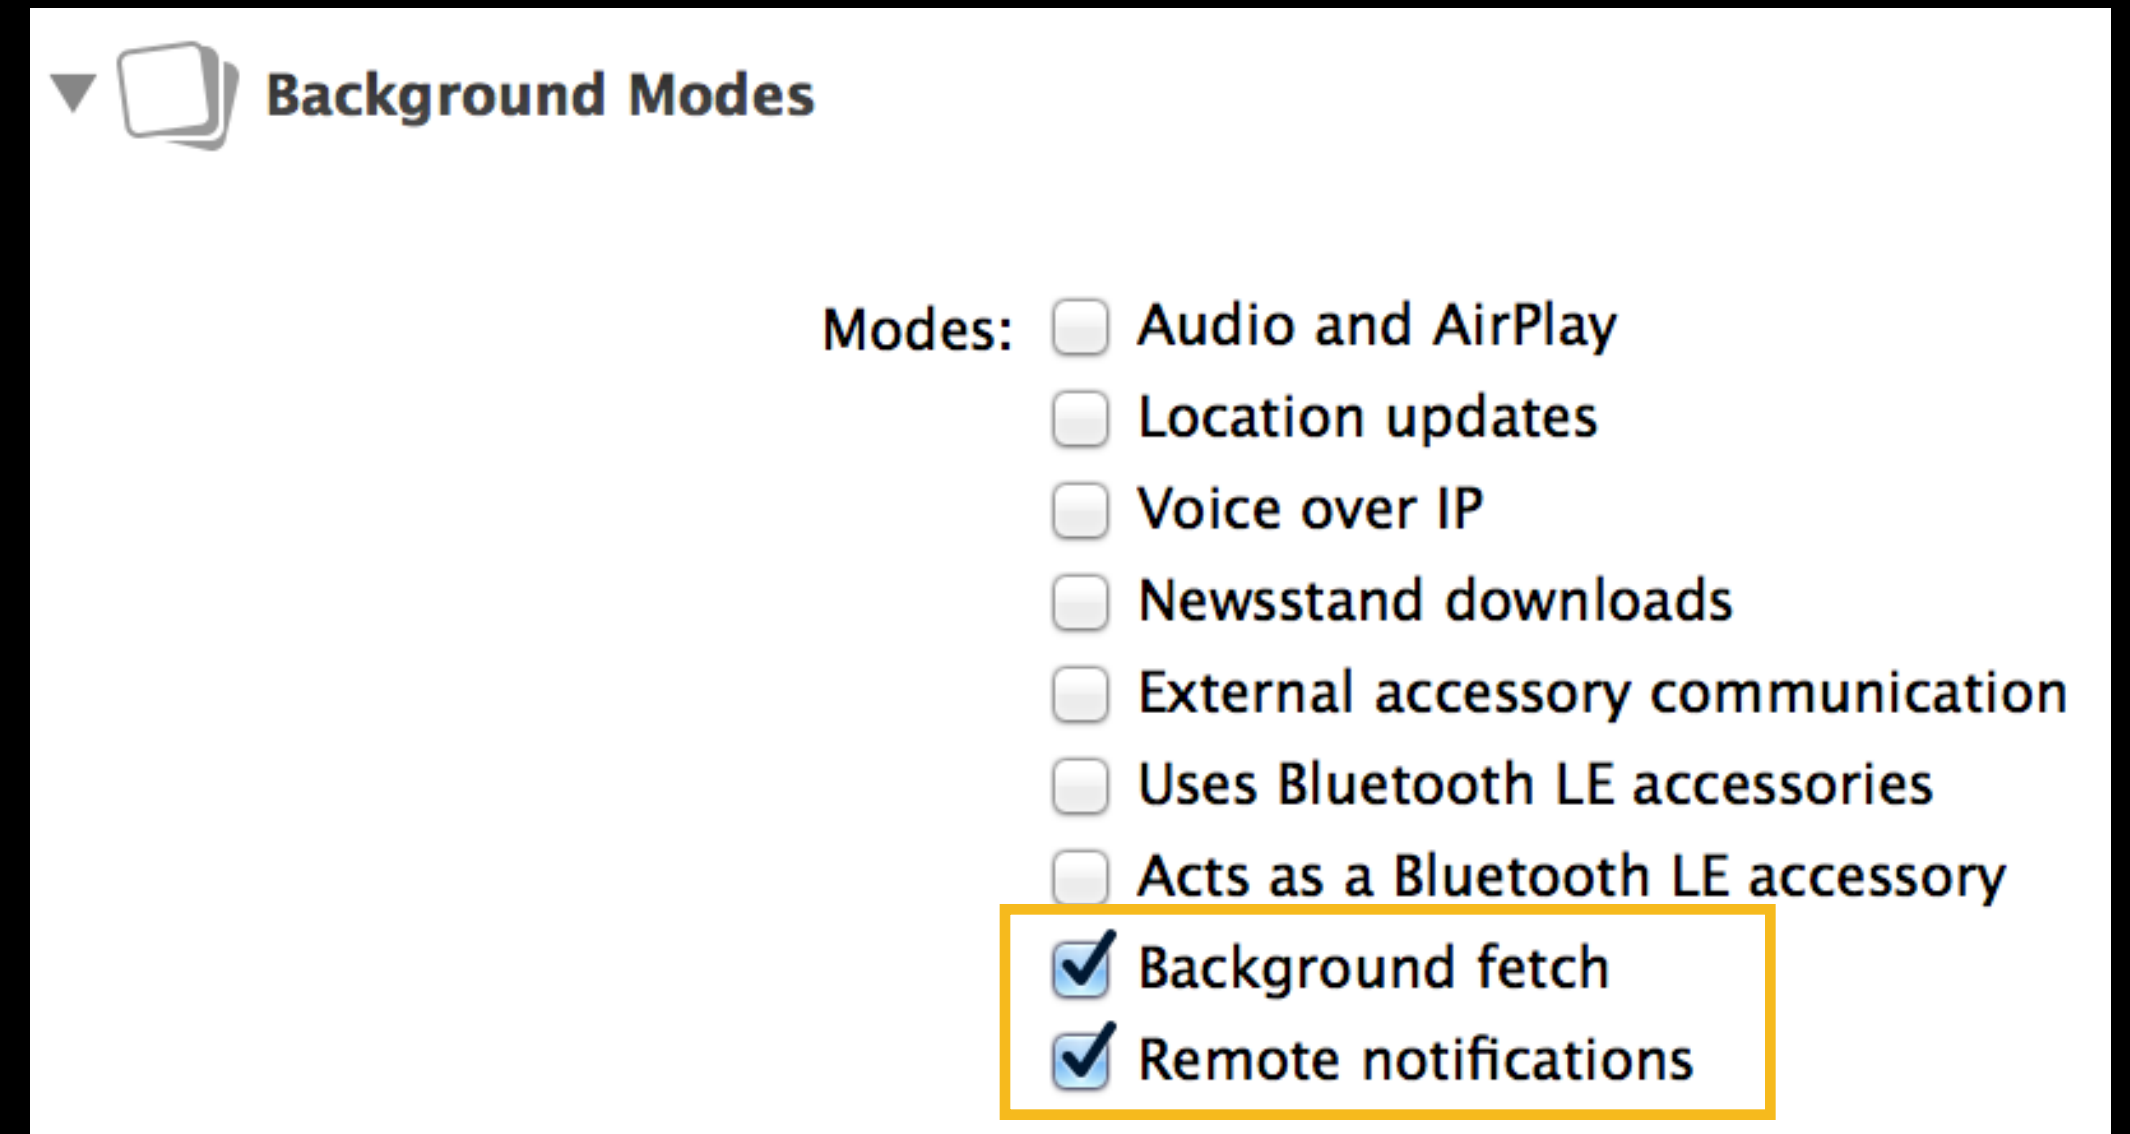 Background Modes
Modes: Audio and AirPlay
Location updates
Voice over IP
Newsstand downloads
External accessory communication
Uses Bluetooth LE accessories
Acts as a Bluetooth LE accessory
Background fetch
Remote notifications